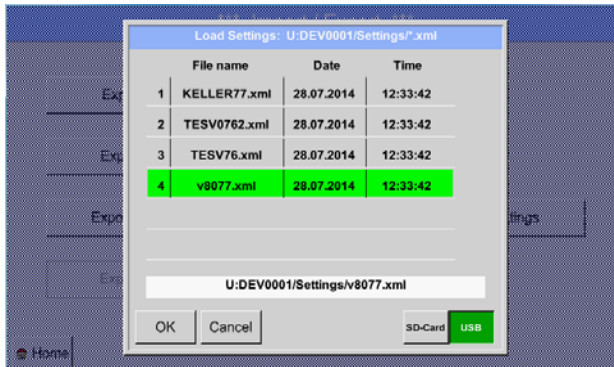 Load Settings: U:DEV0001/Settings/*.xml
File name Date Time
1 KELLER77.xml 28.07.2014 12:33:42
2 TESV0762.xml 28.07.2014 12:33:42
3 TESV76.xml 28.07.2014 12:33:42
4 v8077.xml 28.07.2014 12:33:42
U:DEV0001/Settings/v8077.xml
OK Cancel SD-Card USB
Home